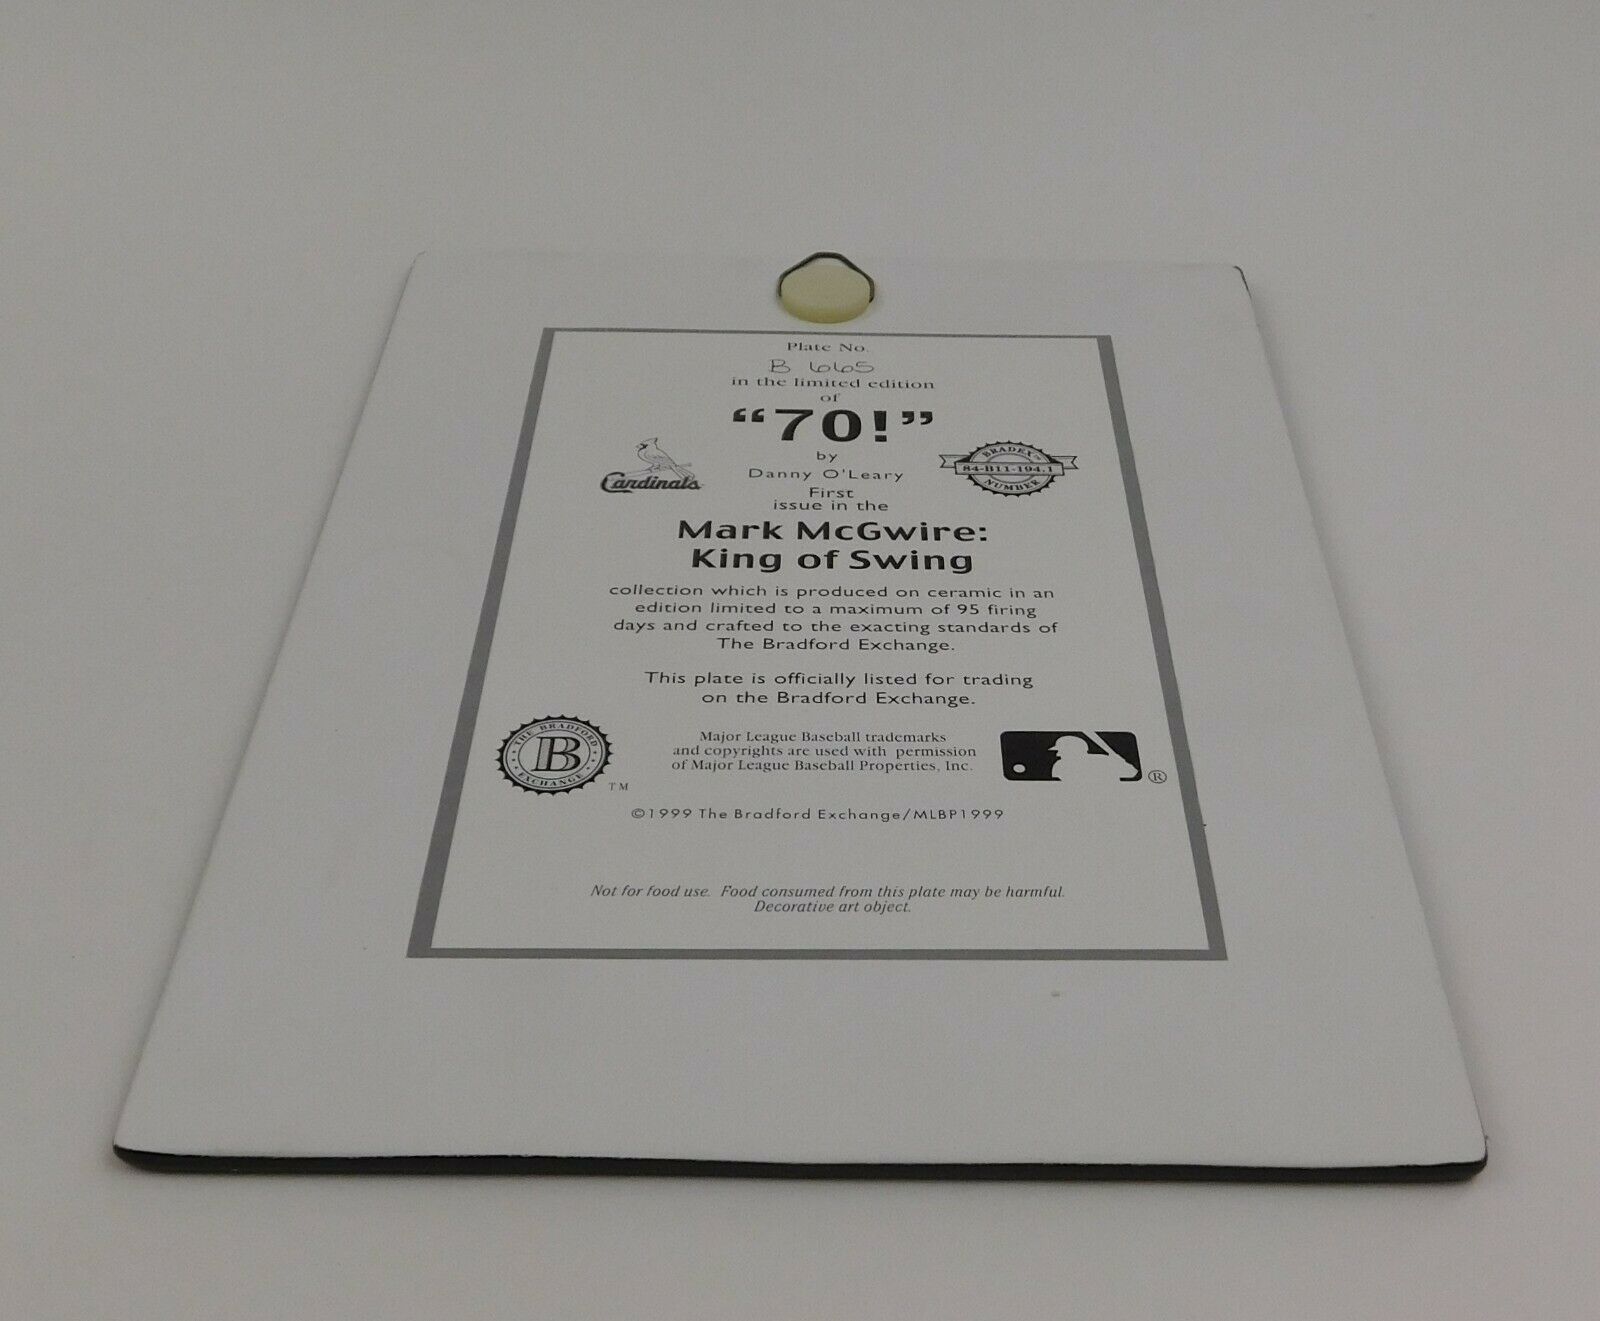 Plate No.
B 665
in the limited edition
of
“70!”
by
Danny O'Leary
Cardinals
BRADEX™
84-B11-194.1
NUMBER
First
issue in the
Mark McGwire:
King of Swing
collection which is produced on ceramic in an
edition limited to a maximum of 95 firing
days and crafted to the exacting standards of
The Bradford Exchange.
This plate is officially listed for trading
on the Bradford Exchange.
THE BRADFORD
B
EXCHANGE
TM
Major League Baseball trademarks
and copyrights are used with permission
of Major League Baseball Properties, Inc.
®
©1999 The Bradford Exchange/MLBP1999
Not for food use. Food consumed from this plate may be harmful.
Decorative art object.